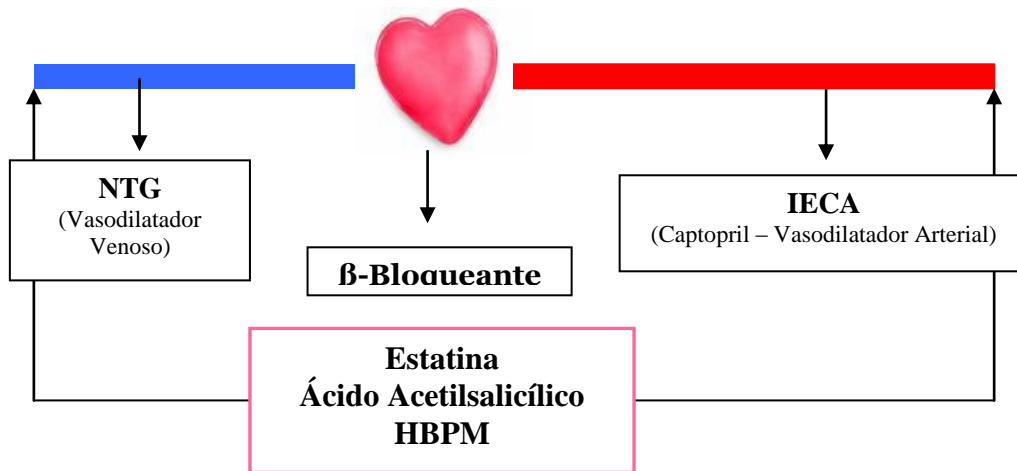 NTG
(Vasodilatador
Venoso)
IECA
(Captopril – Vasodilatador Arterial)
ß-Bloqueante
Estatina
Ácido Acetilsalicílico
HBPM